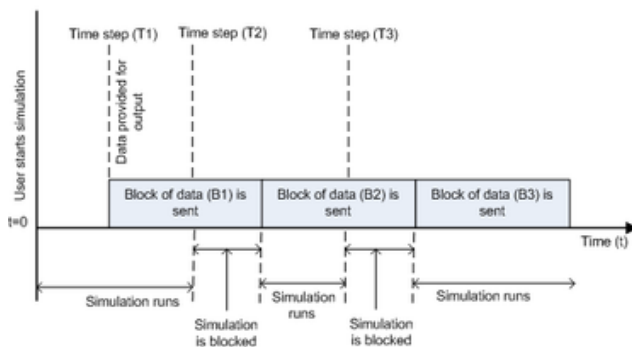 Time step (T1)
Time step (T2)
Time step (T3)
User starts simulation
Data provided for
output
Block of data (B1) is
sent
Block of data (B2) is
sent
Block of data (B3) is
sent
t=0
Time (t)
Simulation runs
Simulation
is blocked
Simulation
runs
Simulation
is blocked
Simulation runs